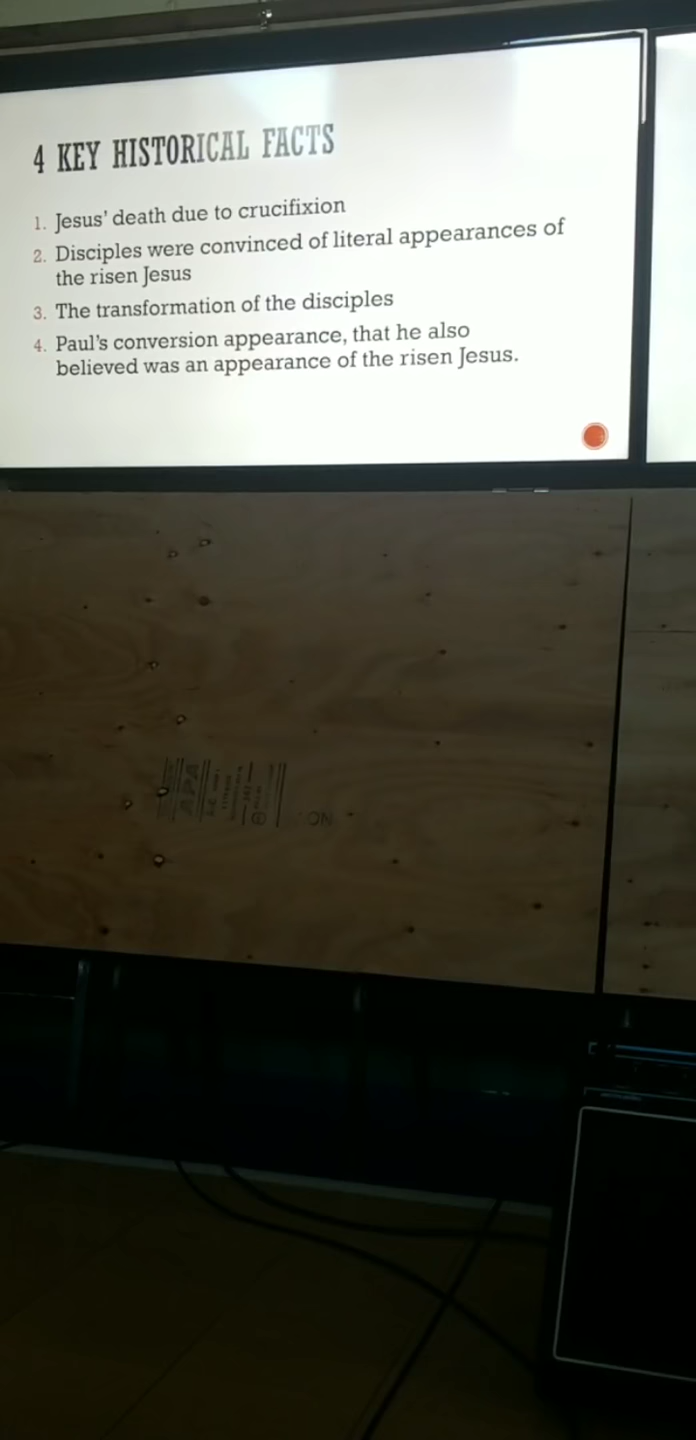 4 KEY HISTORICAL FACTS
1. Jesus' death due to crucifixion
2. Disciples were convinced of literal appearances of
the risen Jesus
3. The transformation of the disciples
4. Paul's conversion appearance, that he also
believed was an appearance of the risen Jesus.
APA